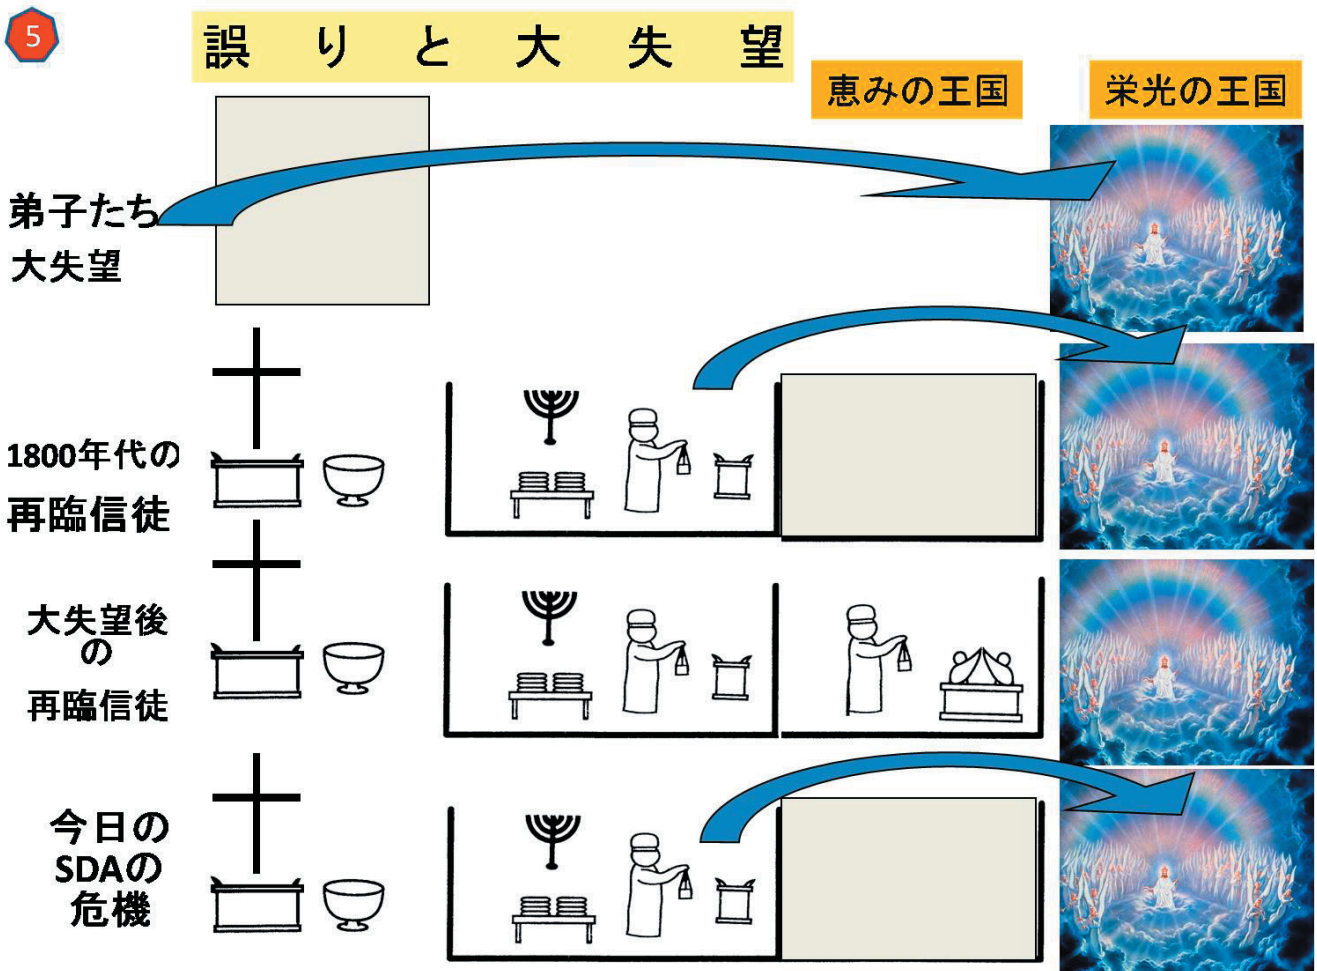 5
誤りと大失望
恵みの王国
栄光の王国
弟子たち
大失望
1800年代の
再臨信徒
大失望後
の
再臨信徒
今日の
SDAの
危機